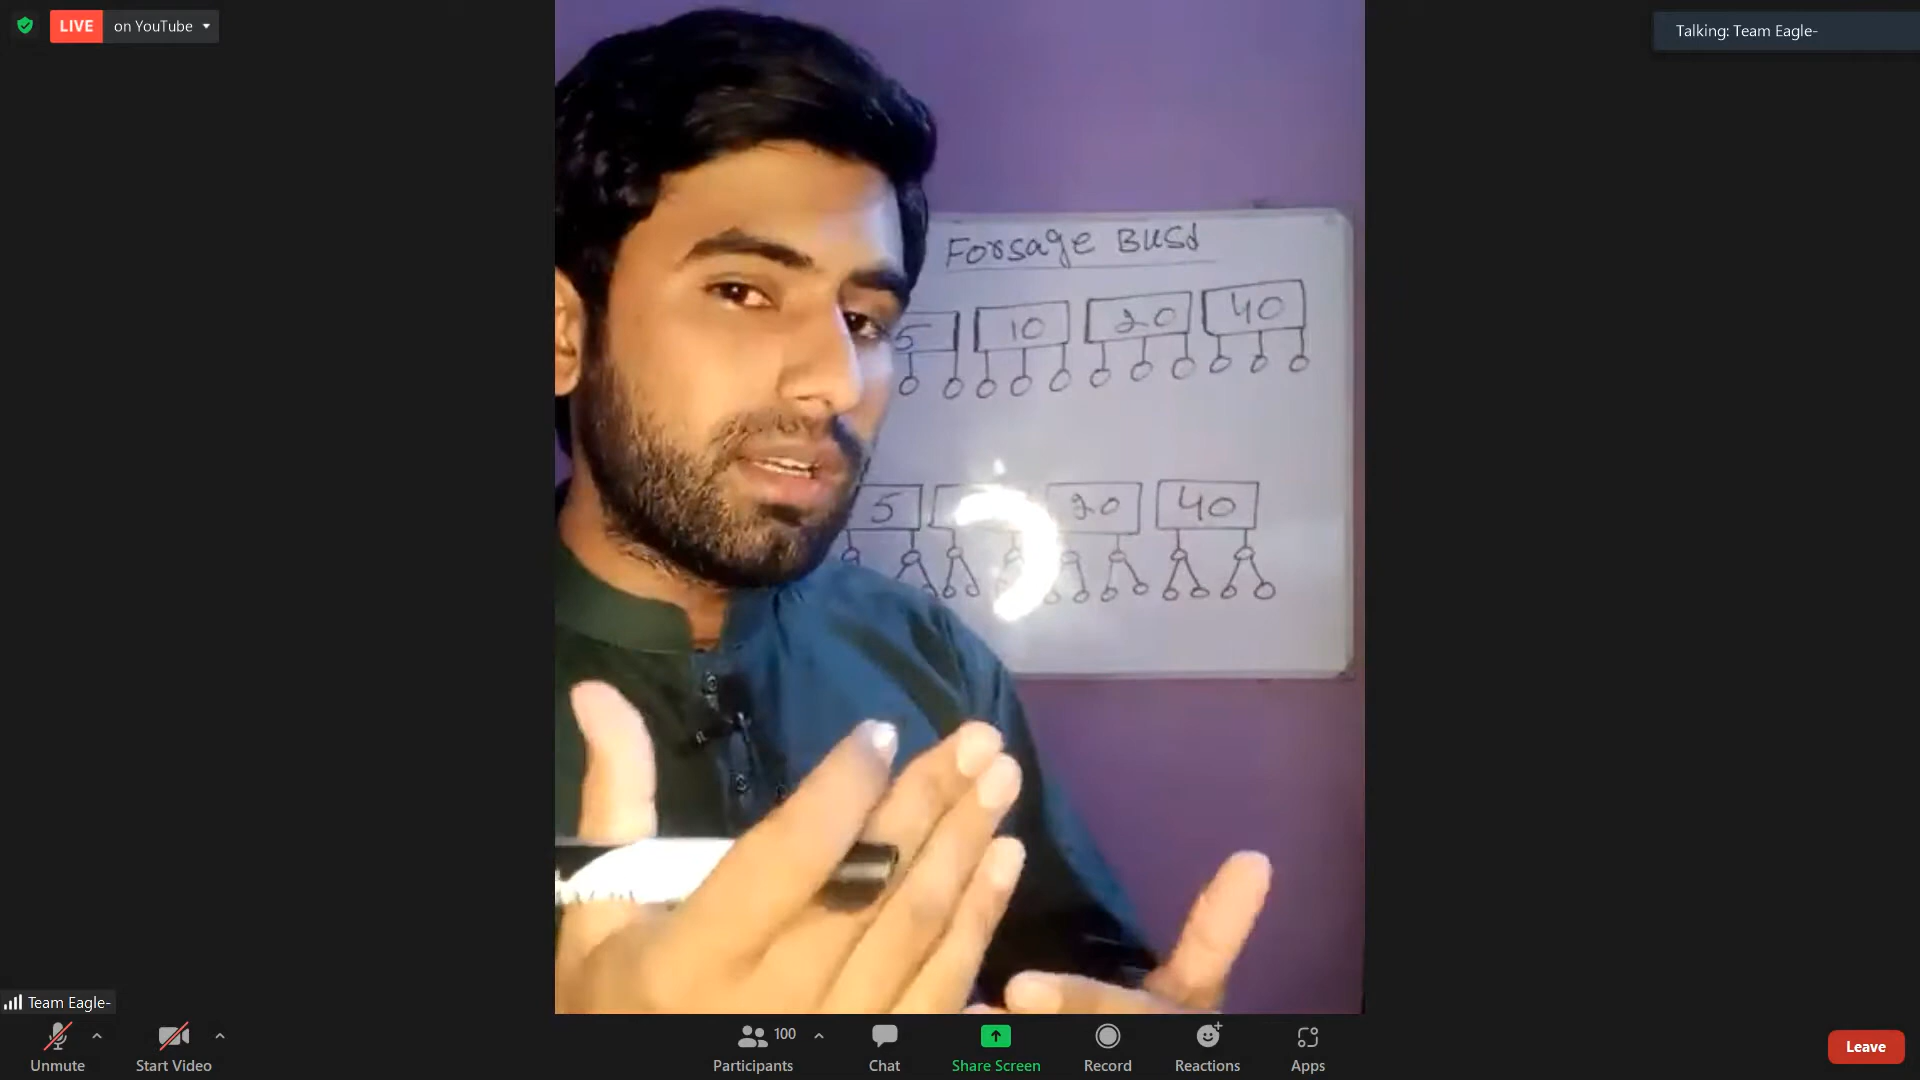 LIVE on YouTube
Talking: Team Eagle-
Forsage BUSd
5 10 20 40
5 20 40
Team Eagle-
Unmute
Start Video
100
Participants
Chat
Share Screen
Record
Reactions
Apps
Leave